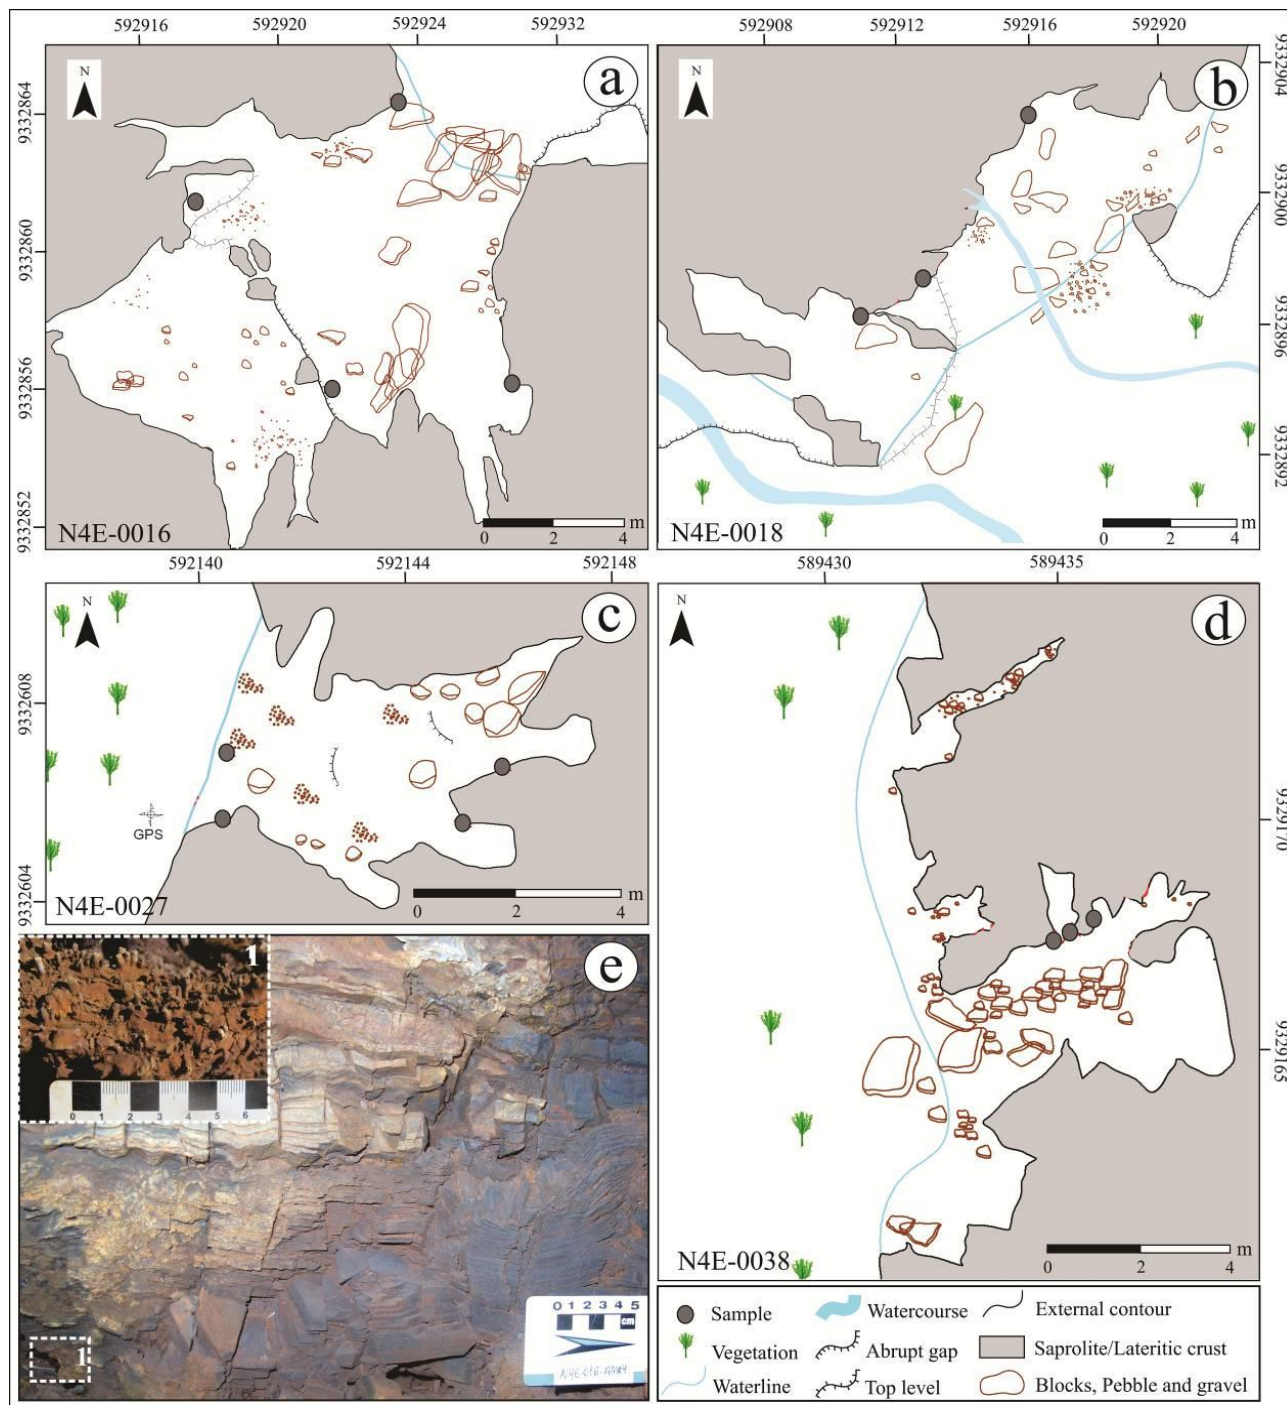 592916 592920 592924 592932
592908 592912 592916 592920
N
a
9332864
9332860
9332856
9332852
N4E-0016
0 2 4 m
N
b
9332904
9332900
9332896
9332892
N4E-0018
0 2 4 m
592140 592144 592148
N
c
9332608
9332604
GPS
N4E-0027
0 2 4 m
589430 589435
N
d
9329170
9329165
N4E-0038
0 2 4 m
e
1
0 1 2 3 4 5 6
1
0 1 2 3 4 5
cm
Sample
Watercourse
External contour
Vegetation
Abrupt gap
Saprolite/Lateritic crust
Waterline
Top level
Blocks, Pebble and gravel